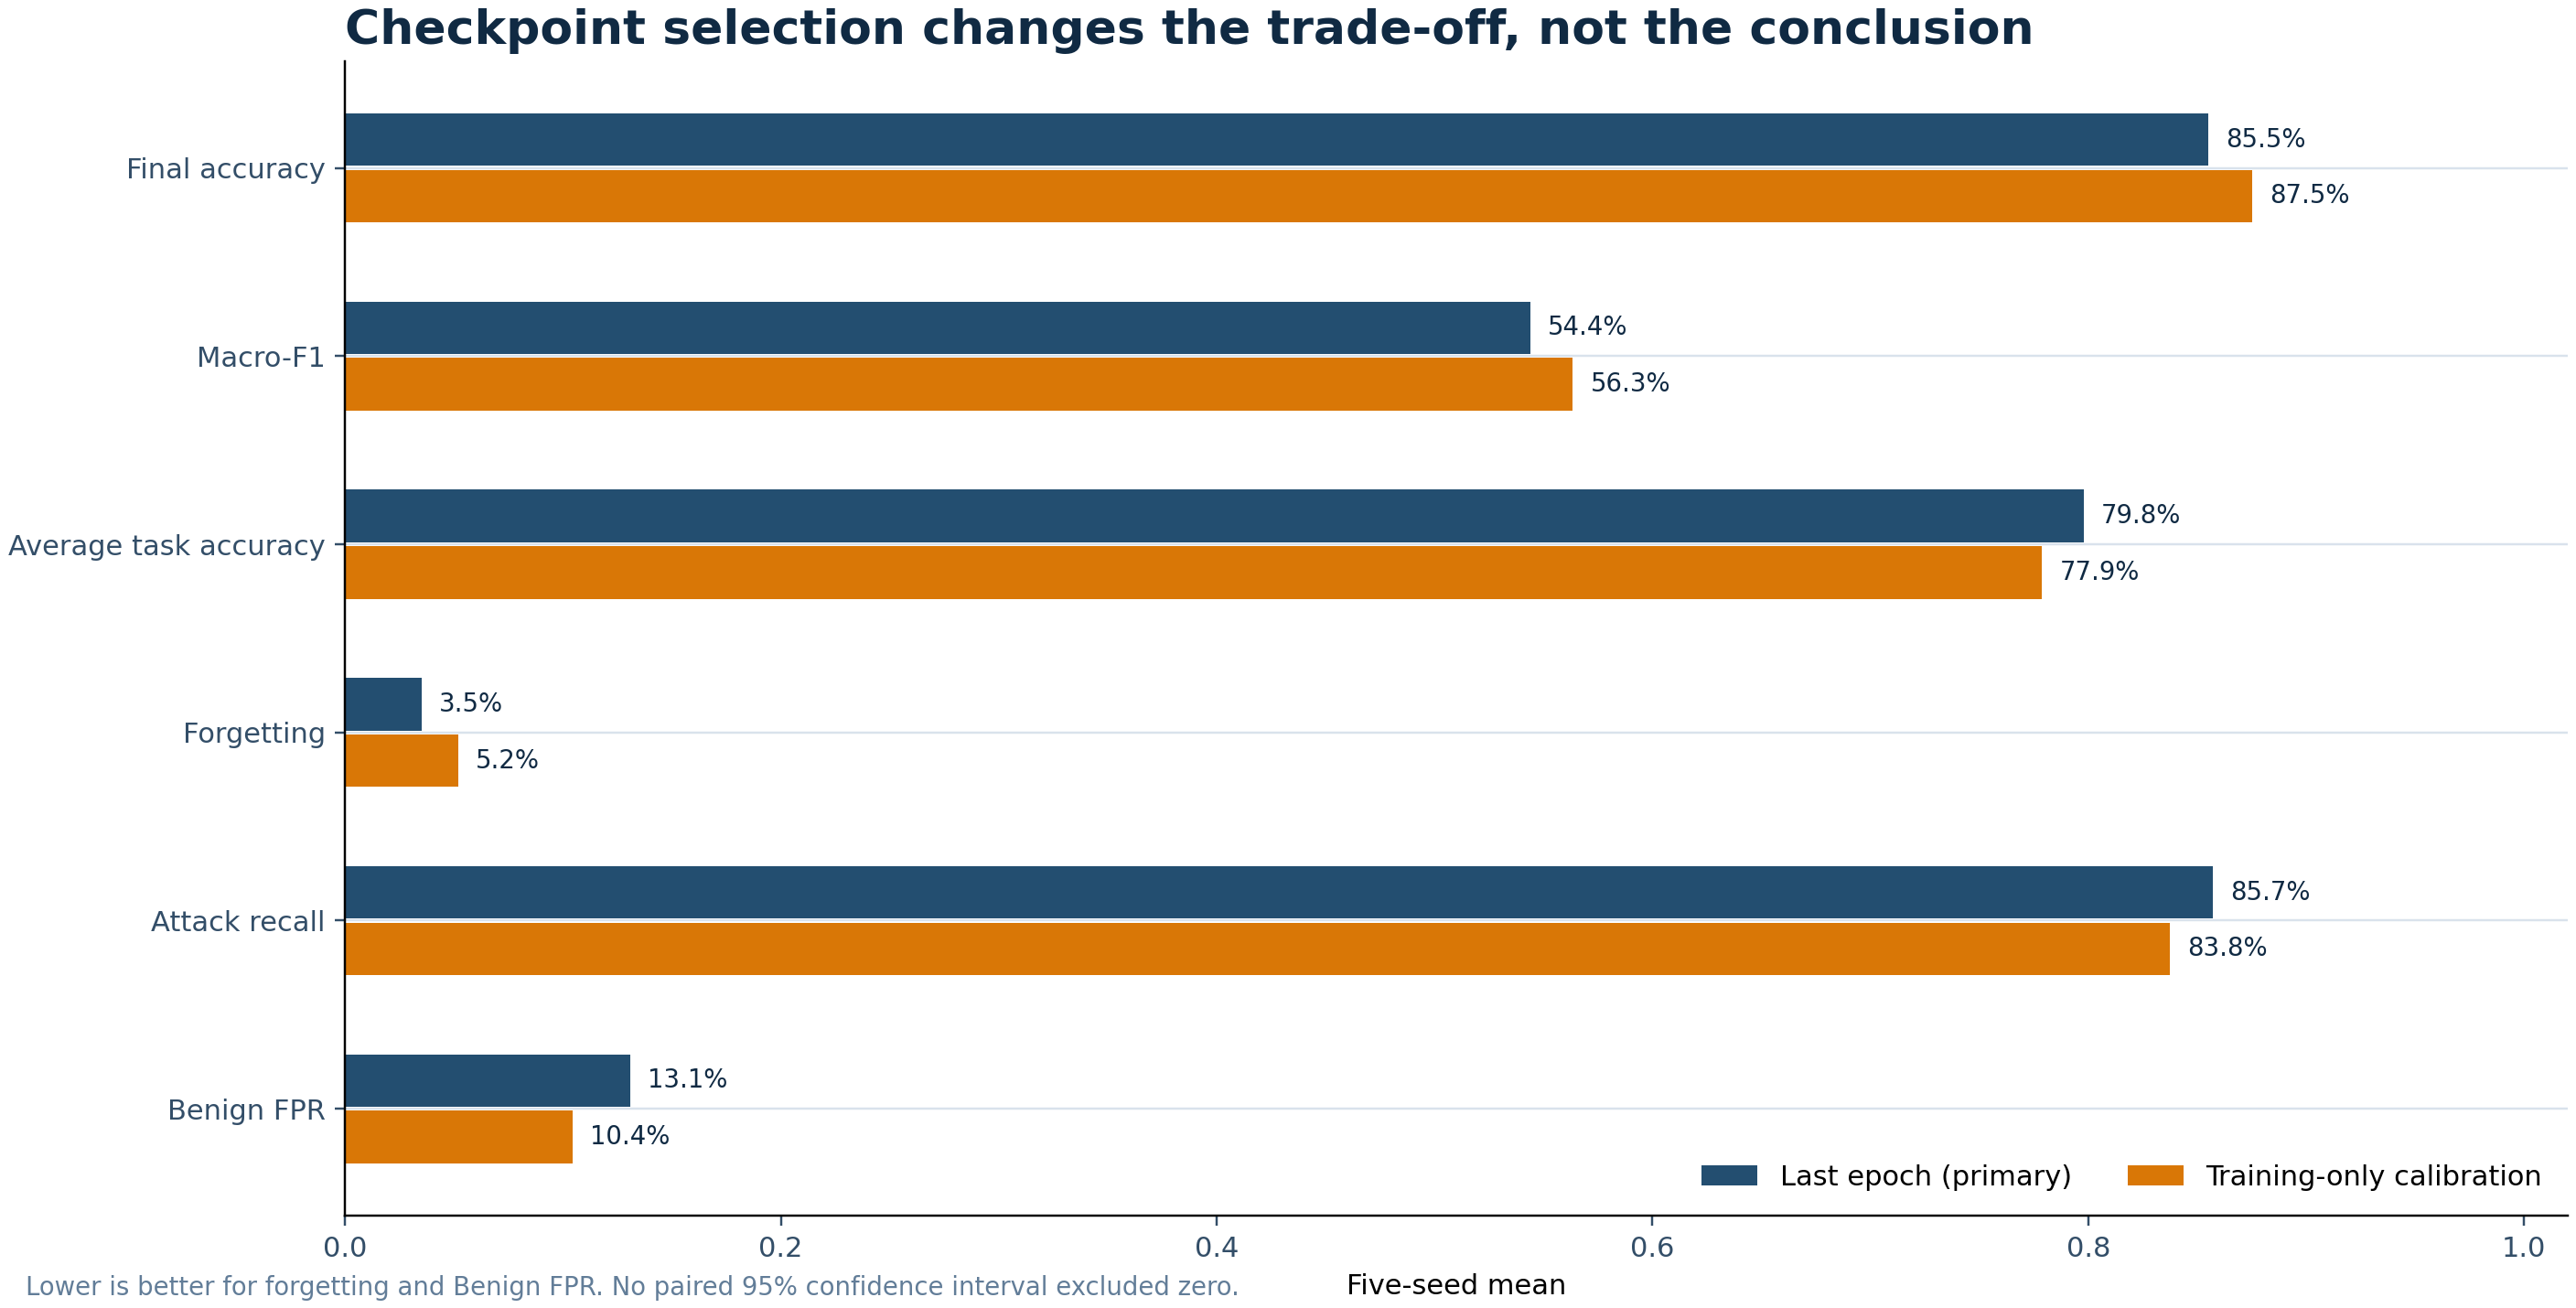 Checkpoint selection changes the trade-off, not the conclusion
Final accuracy
85.5%
87.5%
Macro-F1
54.4%
56.3%
Average task accuracy
79.8%
77.9%
Forgetting
3.5%
5.2%
Attack recall
85.7%
83.8%
Benign FPR
13.1%
10.4%
Last epoch (primary)
Training-only calibration
0.0 0.2 0.4 0.6 0.8 1.0
Five-seed mean
Lower is better for forgetting and Benign FPR. No paired 95% confidence interval excluded zero.